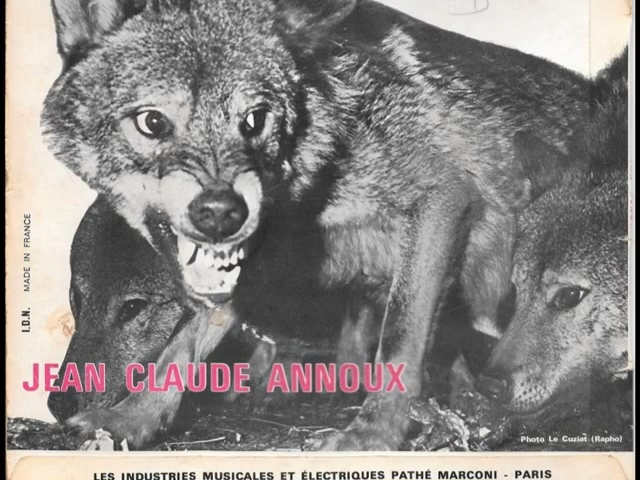 I.D.N. MADE IN FRANCE
JEAN CLAUDE ANNOUX
Photo Le Cuziat (Rapho)
LES INDUSTRIES MUSICALES ET ÉLECTRIQUES PATHÉ MARCONI - PARIS